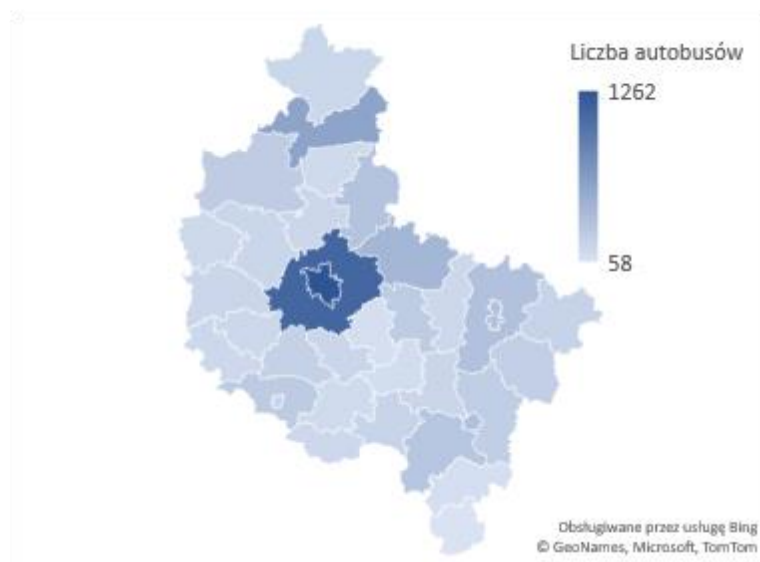 Liczba autobusów
1262
58
Obsługiwane przez usługę Bing
© GeoNames, Microsoft, TomTom